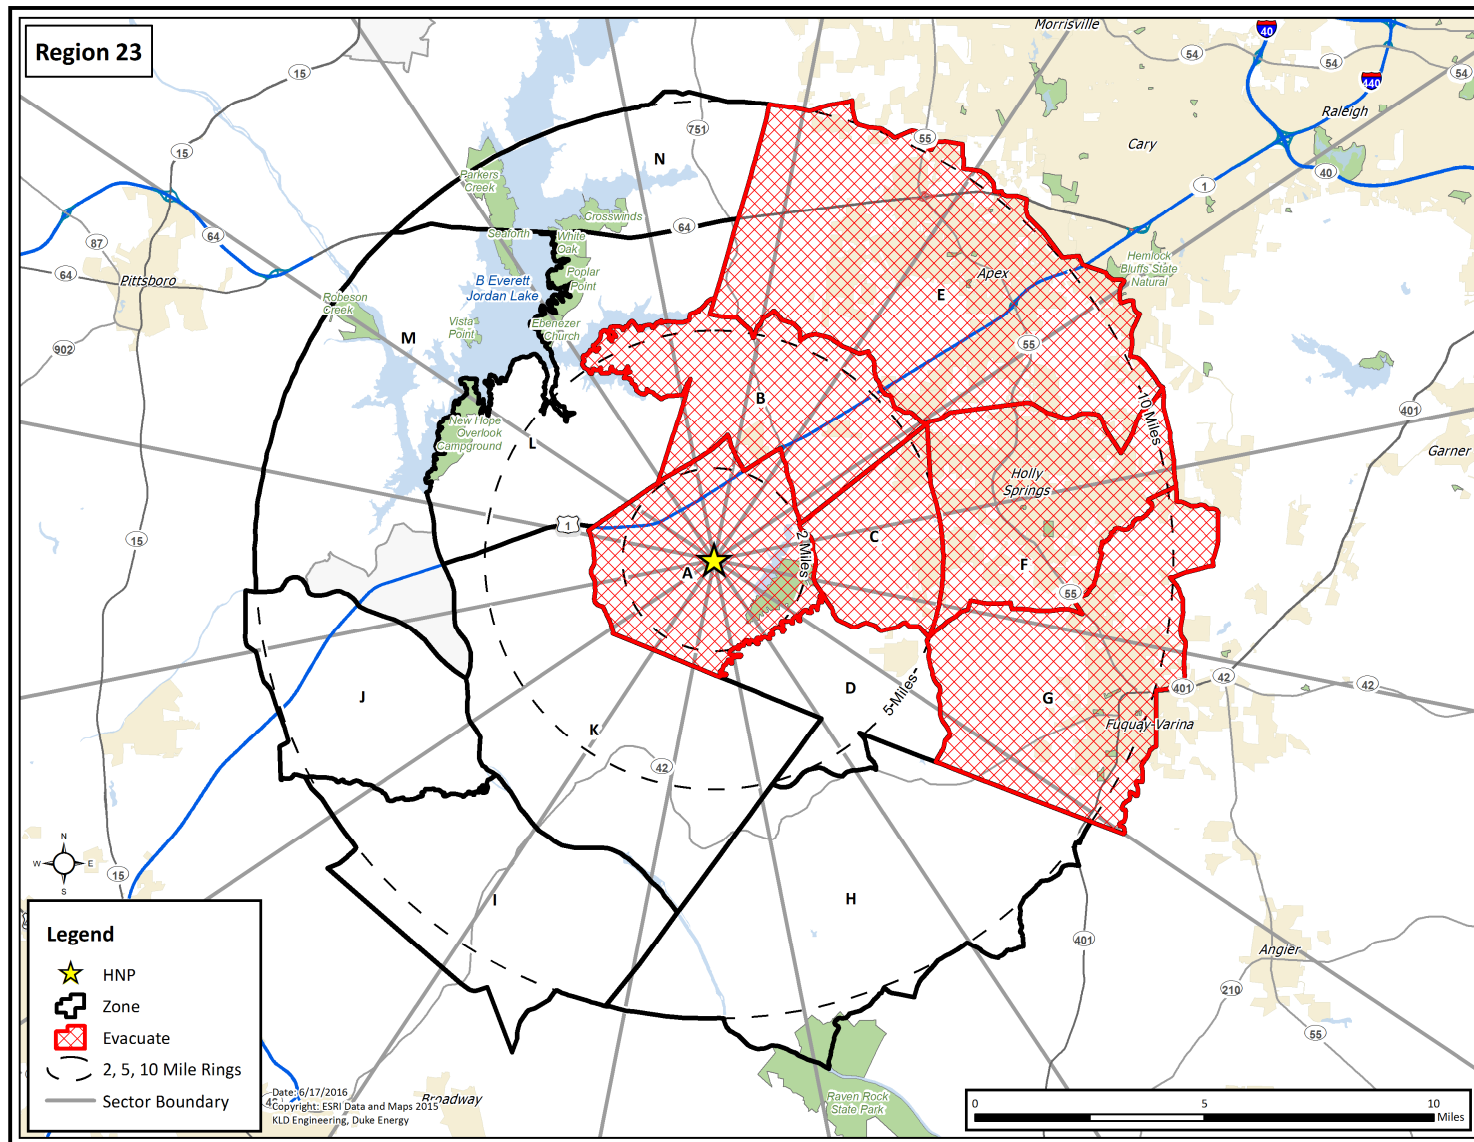 Region 23
Morrisville
40
54
54
54
440
Raleigh
15
751
55
Cary
15
N
40
Parkers
Creek
1
Crosswinds
64
64
Seaforth
White
Oak
87
64
Pittsboro
Poplar
Point
B Everett
Jordan Lake
Apex
Hemlock
Bluffs State
Natural
Robeson
Creek
E
Vista
Point
Ebenezer
Church
M
902
55
B
10 Miles
401
New Hope
Overlook
Campground
L
Garner
Holly
Springs
1
15
C
2 Miles
A
F
55
42
42
401
D
5-Miles
J
G
K
Fuquay-Varina
42
N
W
E
S
15
I
H
401
Angier
210
55
Legend
HNP
Zone
Evacuate
2, 5, 10 Mile Rings
Sector Boundary
Date: 6/17/2016
Copyright: ESRI Data and Maps 2015
KLD Engineering, Duke Energy
Broadway
Raven Rock
State Park
0
5
10
Miles